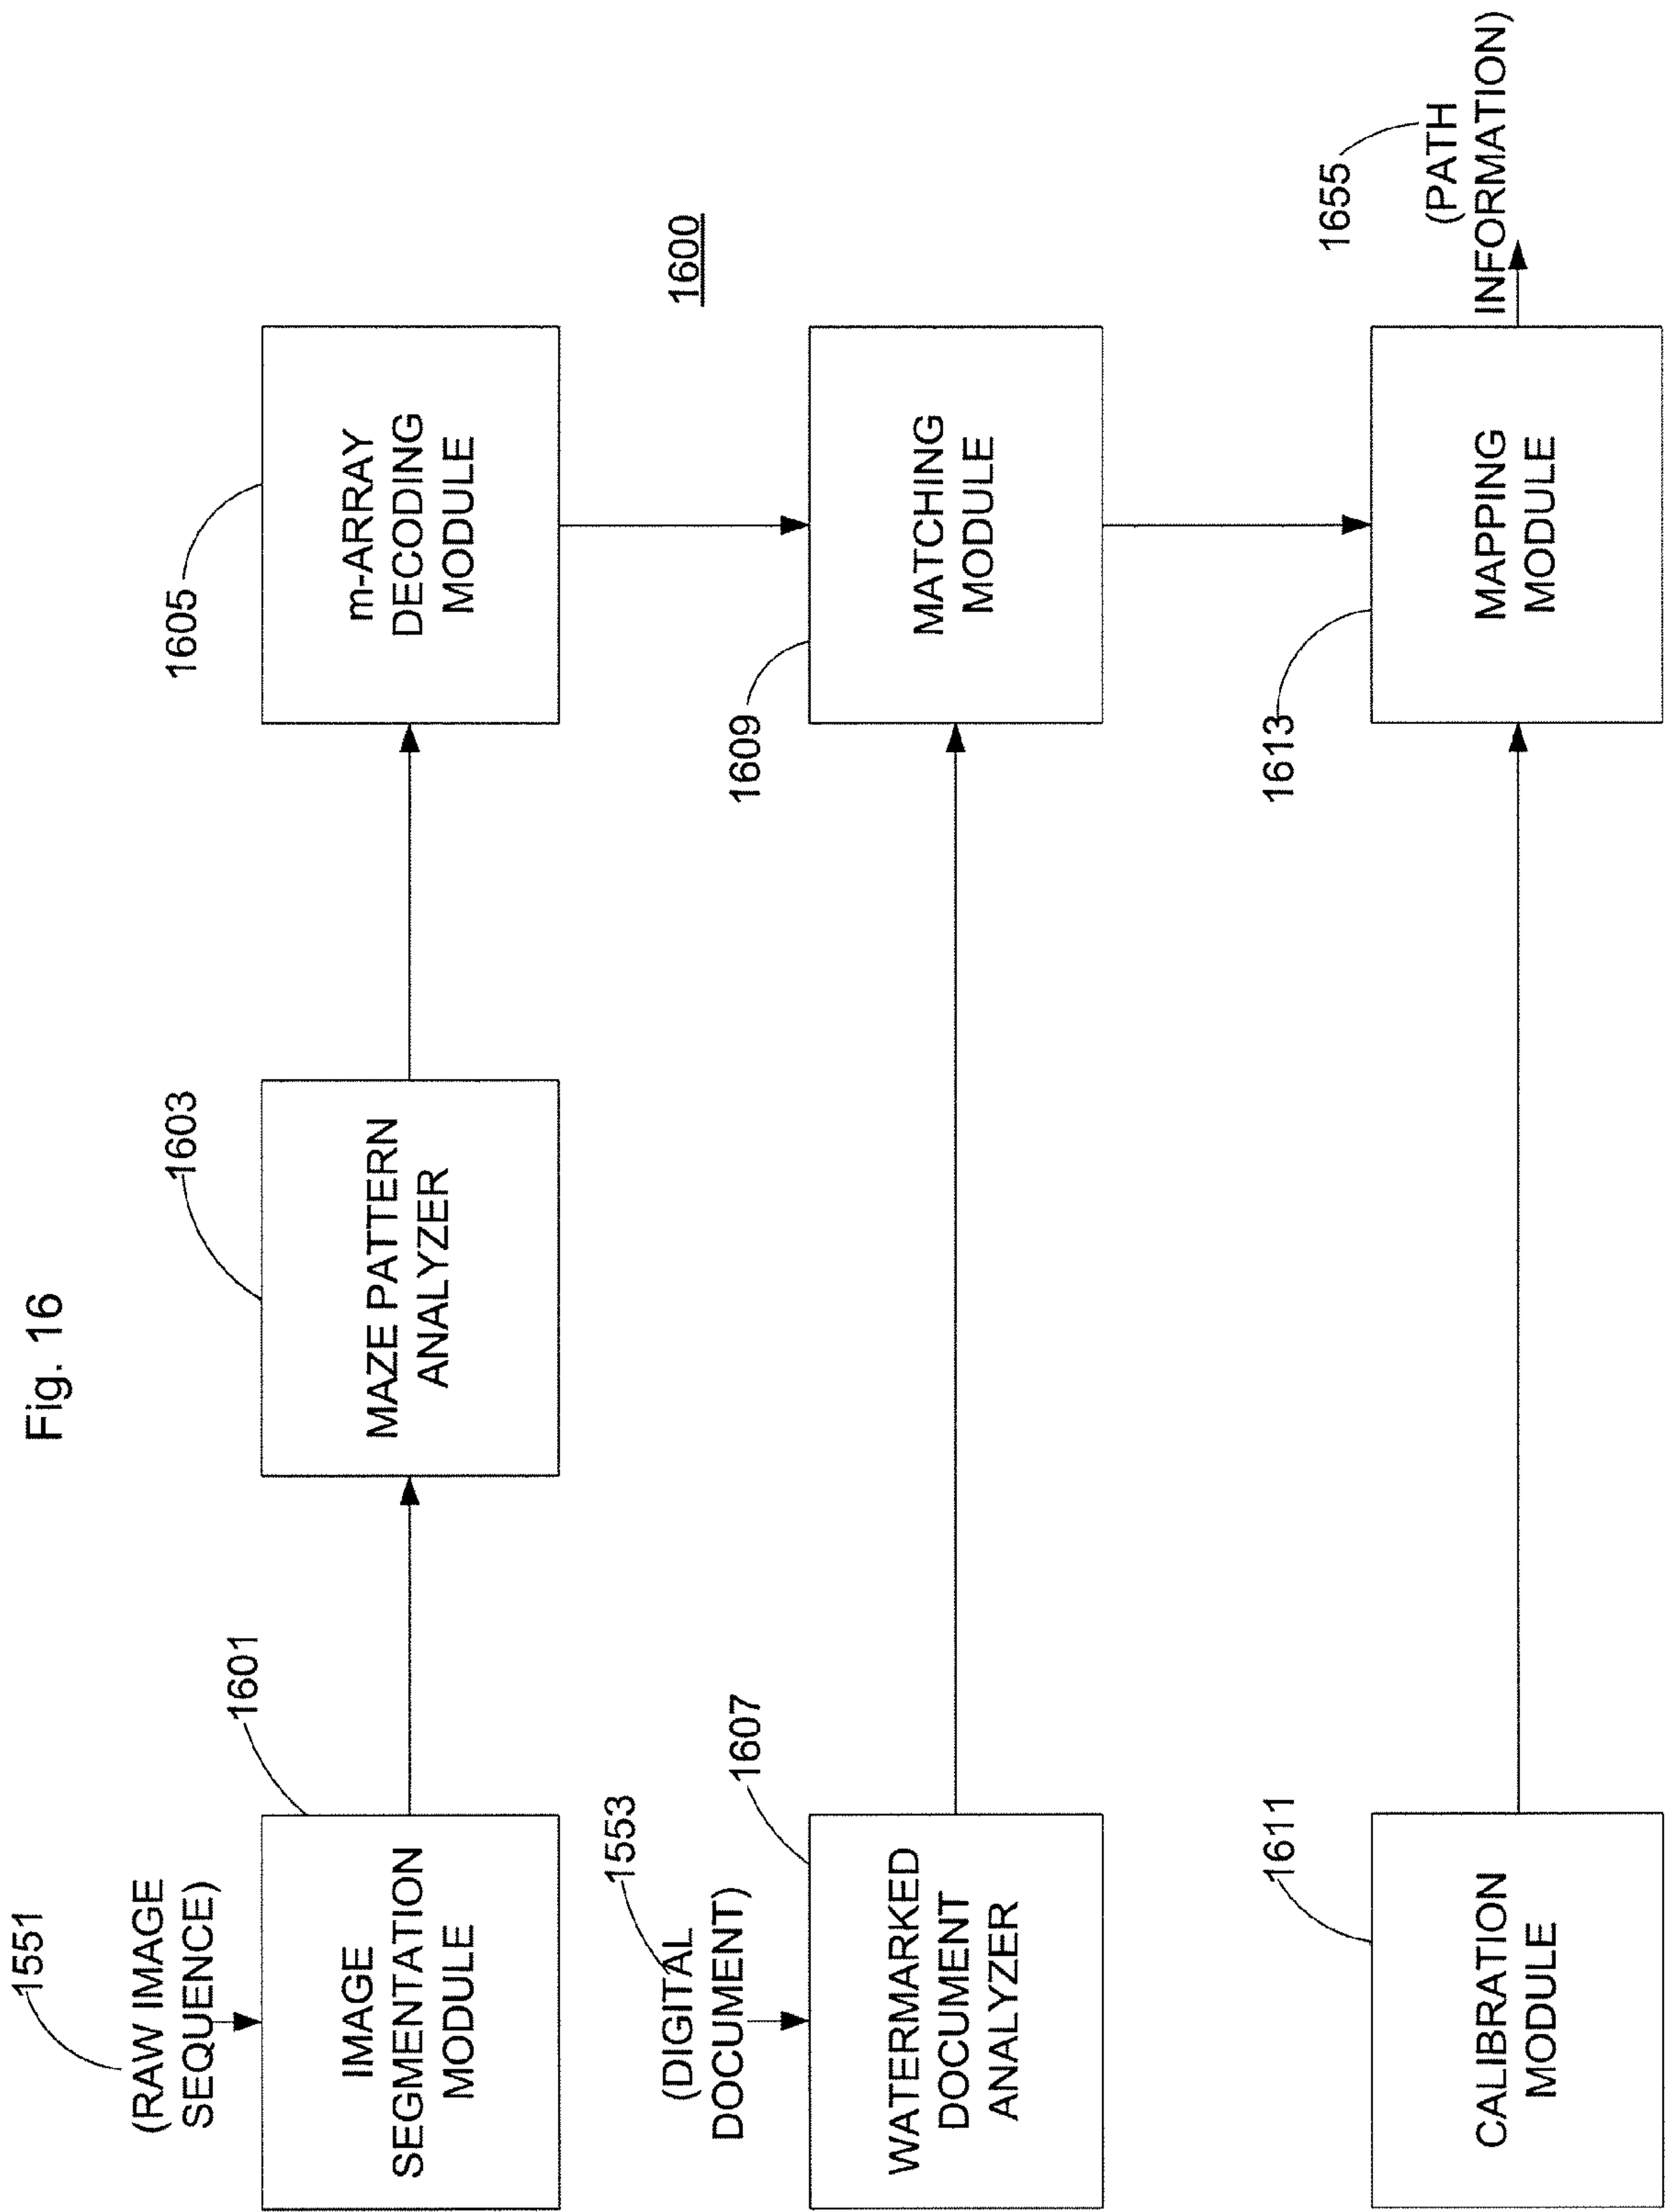 Fig. 16
1551
(RAW IMAGE
SEQUENCE)
1601
IMAGE
SEGMENTATION
MODULE
1603
MAZE PATTERN
ANALYZER
1605
m-ARRAY
DECODING
MODULE
1600
1553
(DIGITAL
DOCUMENT)
1607
WATERMARKED
DOCUMENT
ANALYZER
1609
MATCHING
MODULE
1611
CALIBRATION
MODULE
1613
MAPPING
MODULE
1655
(PATH
INFORMATION)